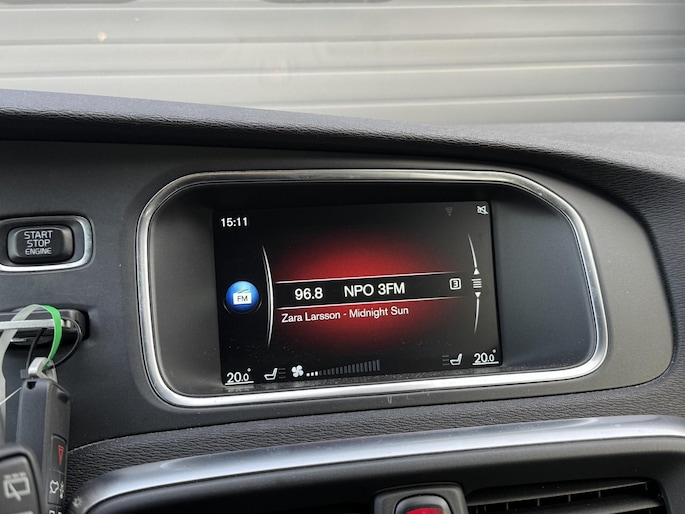 15:11
START
STOP
ENGINE
FM
96.8 NPO 3FM 3
Zara Larsson - Midnight Sun
20.0°
20.0°